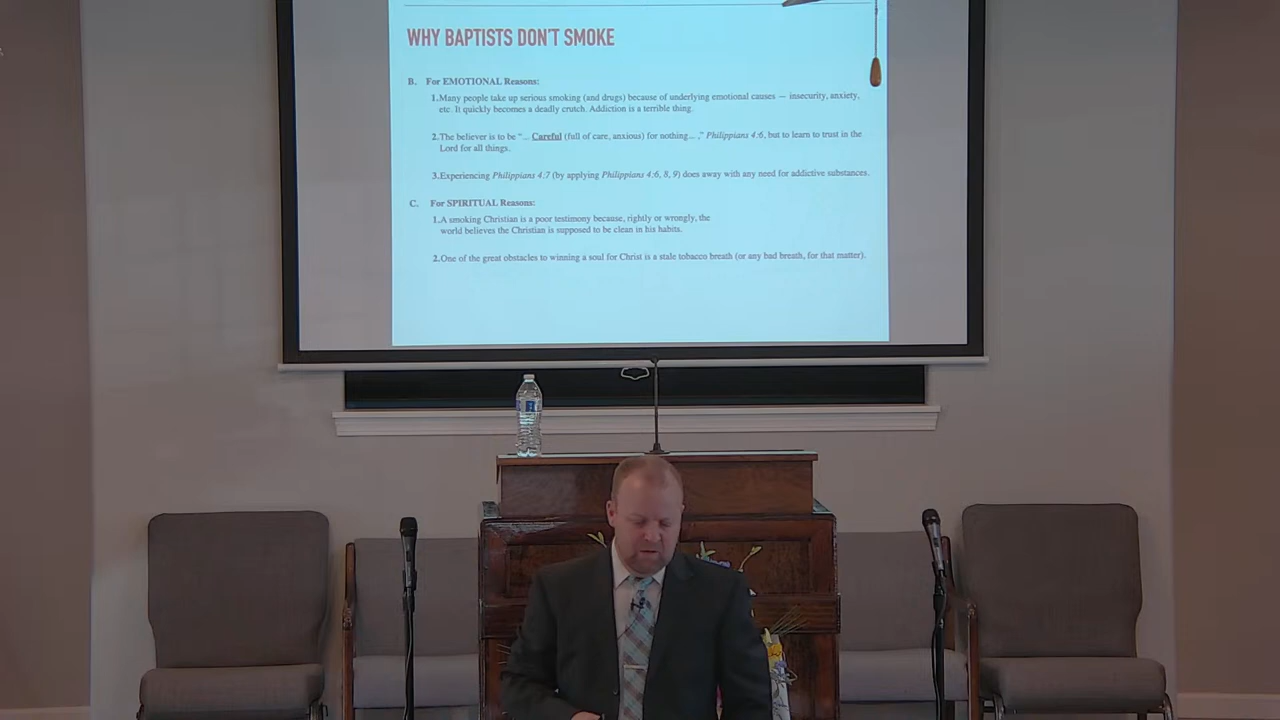 WHY BAPTISTS DON'T SMOKE
B. For EMOTIONAL Reasons:
1.Many people take up serious smoking (and drugs) because of underlying emotional causes — insecurity, anxiety,
etc. It quickly becomes a deadly crutch. Addiction is a terrible thing.
2.The believer is to be "... Careful (full of care, anxious) for nothing... ," Philippians 4:6, but to learn to trust in the
Lord for all things.
3.Experiencing Philippians 4:7 (by applying Philippians 4:6, 8, 9) does away with any need for addictive substances.
C. For SPIRITUAL Reasons:
1.A smoking Christian is a poor testimony because, rightly or wrongly, the
world believes the Christian is supposed to be clean in his habits.
2.One of the great obstacles to winning a soul for Christ is a stale tobacco breath (or any bad breath, for that matter).